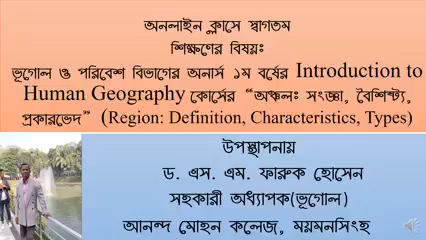 অনলাইন ক্লাসে স্বাগতম
শিক্ষণের বিষয়ঃ
ভূগোল ও পরিবেশ বিভাগের অনার্স ১ম বর্ষের Introduction to
Human Geography কোর্সের “অঞ্চলঃ সংজ্ঞা, বৈশিষ্ট্য,
প্রকারভেদ” (Region: Definition, Characteristics, Types)
উপস্থাপনায়
ড. এস. এম. ফারুক হোসেন
সহকারী অধ্যাপক(ভূগোল)
আনন্দ মোহন কলেজ, ময়মনসিংহ